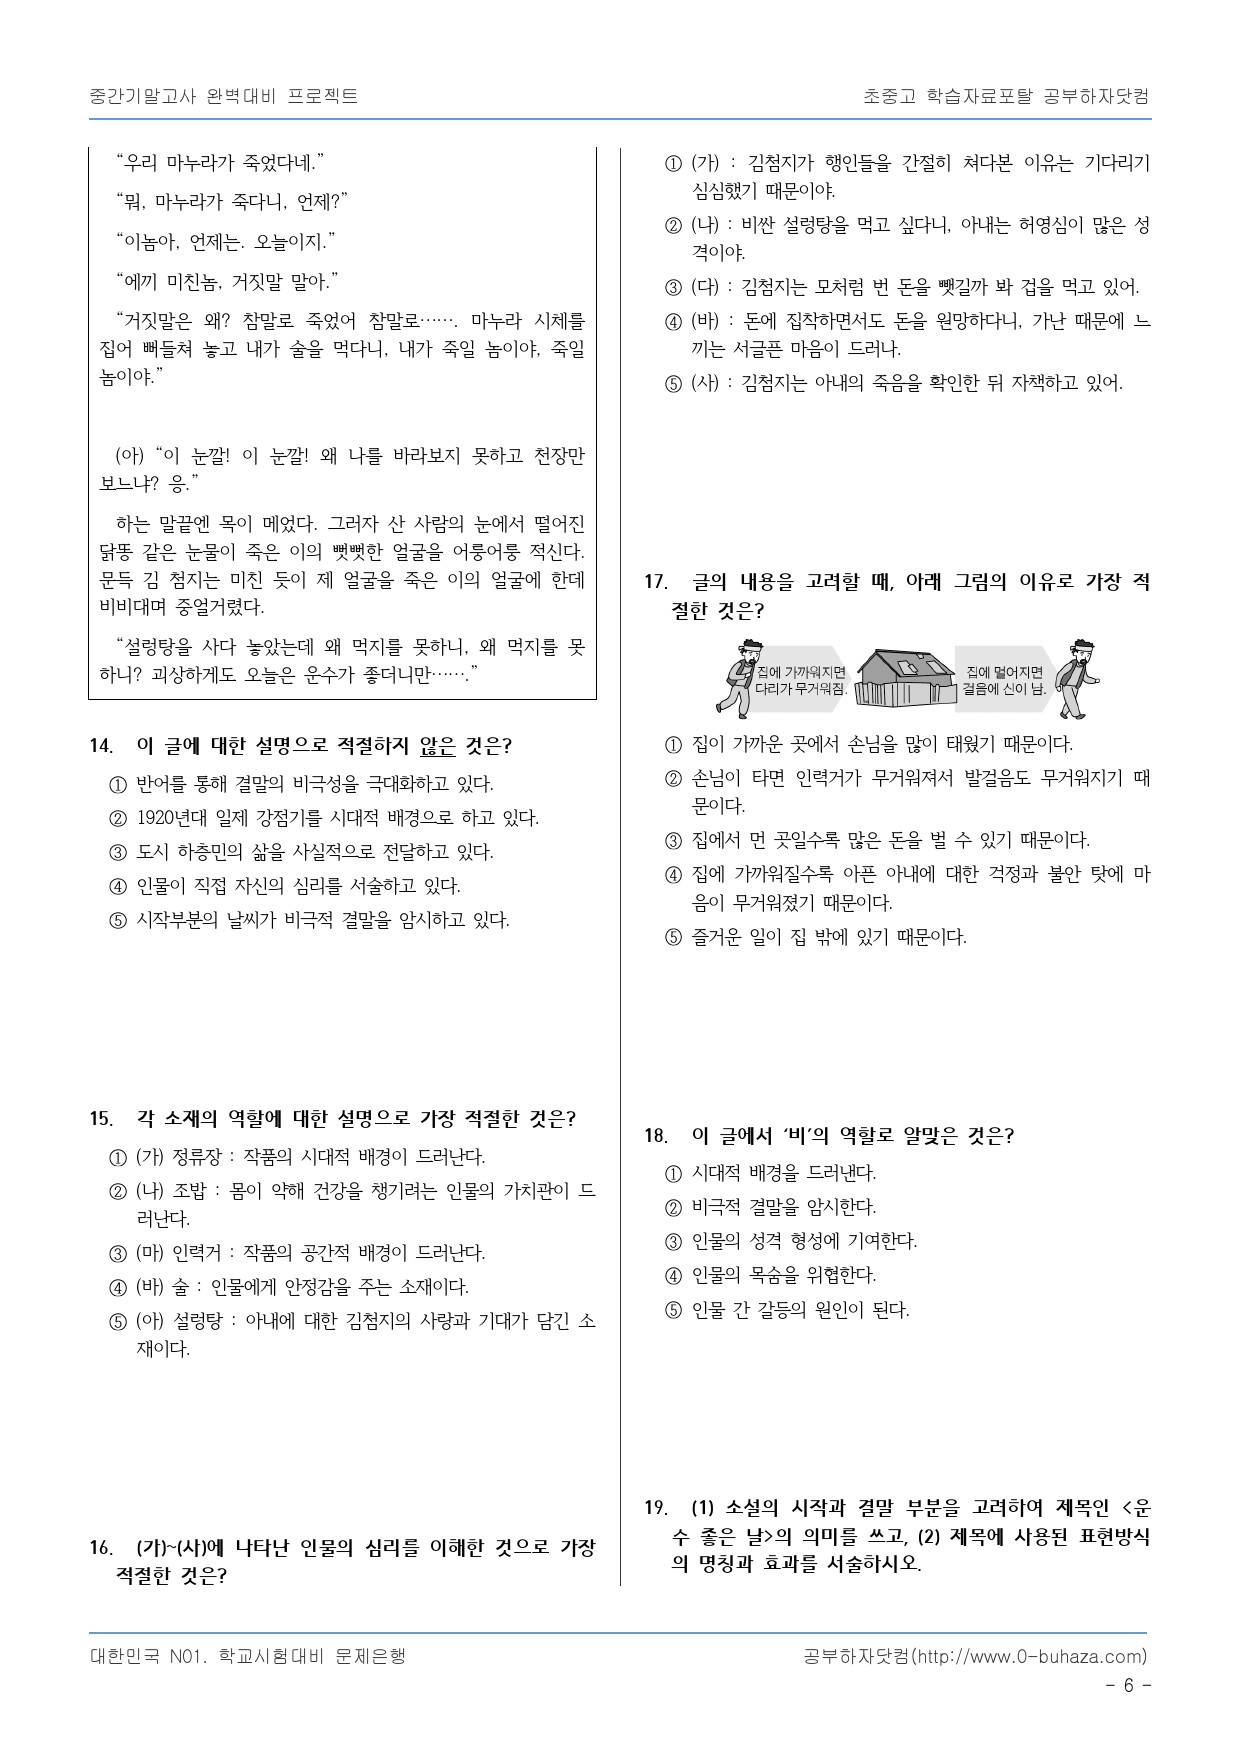 중간기말고사 완벽대비 프로젝트
초중고 학습자료포탈 공부하자닷컴
“우리 마누라가 죽었다네.”
“뭐, 마누라가 죽다니, 언제?”
“이놈아, 언제는. 오늘이지.”
“에끼 미친놈, 거짓말 말아.”
“거짓말은 왜? 참말로 죽었어 참말로……. 마누라 시체를
집어 뻐들쳐 놓고 내가 술을 먹다니, 내가 죽일 놈이야, 죽일
놈이야.”
(아) “이 눈깔! 이 눈깔! 왜 나를 바라보지 못하고 천장만
보느냐? 응.”
하는 말끝엔 목이 메었다. 그러자 산 사람의 눈에서 떨어진
닭똥 같은 눈물이 죽은 이의 뻣뻣한 얼굴을 어룽어룽 적신다.
문득 김 첨지는 미친 듯이 제 얼굴을 죽은 이의 얼굴에 한데
비비대며 중얼거렸다.
“설렁탕을 사다 놓았는데 왜 먹지를 못하니, 왜 먹지를 못
하니? 괴상하게도 오늘은 운수가 좋더니만…….”
14. 이 글에 대한 설명으로 적절하지 않은 것은?
① 반어를 통해 결말의 비극성을 극대화하고 있다.
② 1920년대 일제 강점기를 시대적 배경으로 하고 있다.
③ 도시 하층민의 삶을 사실적으로 전달하고 있다.
④ 인물이 직접 자신의 심리를 서술하고 있다.
⑤ 시작부분의 날씨가 비극적 결말을 암시하고 있다.
15. 각 소재의 역할에 대한 설명으로 가장 적절한 것은?
① (가) 정류장 : 작품의 시대적 배경이 드러난다.
② (나) 조밥 : 몸이 약해 건강을 챙기려는 인물의 가치관이 드
러난다.
③ (마) 인력거 : 작품의 공간적 배경이 드러난다.
④ (바) 술 : 인물에게 안정감을 주는 소재이다.
⑤ (아) 설렁탕 : 아내에 대한 김첨지의 사랑과 기대가 담긴 소
재이다.
16. (가)~(사)에 나타난 인물의 심리를 이해한 것으로 가장
적절한 것은?
① (가) : 김첨지가 행인들을 간절히 쳐다본 이유는 기다리기
심심했기 때문이야.
② (나) : 비싼 설렁탕을 먹고 싶다니, 아내는 허영심이 많은 성
격이야.
③ (다) : 김첨지는 모처럼 번 돈을 뺏길까 봐 겁을 먹고 있어.
④ (바) : 돈에 집착하면서도 돈을 원망하다니, 가난 때문에 느
끼는 서글픈 마음이 드러나.
⑤ (사) : 김첨지는 아내의 죽음을 확인한 뒤 자책하고 있어.
17. 글의 내용을 고려할 때, 아래 그림의 이유로 가장 적
절한 것은?
집에 가까워지면
다리가 무거워짐.
집에 멀어지면
걸음에 신이 남.
① 집이 가까운 곳에서 손님을 많이 태웠기 때문이다.
② 손님이 타면 인력거가 무거워져서 발걸음도 무거워지기 때
문이다.
③ 집에서 먼 곳일수록 많은 돈을 벌 수 있기 때문이다.
④ 집에 가까워질수록 아픈 아내에 대한 걱정과 불안 탓에 마
음이 무거워졌기 때문이다.
⑤ 즐거운 일이 집 밖에 있기 때문이다.
18. 이 글에서 ‘비’의 역할로 알맞은 것은?
① 시대적 배경을 드러낸다.
② 비극적 결말을 암시한다.
③ 인물의 성격 형성에 기여한다.
④ 인물의 목숨을 위협한다.
⑤ 인물 간 갈등의 원인이 된다.
19. (1) 소설의 시작과 결말 부분을 고려하여 제목인 <운
수 좋은 날>의 의미를 쓰고, (2) 제목에 사용된 표현방식
의 명칭과 효과를 서술하시오.
대한민국 N01. 학교시험대비 문제은행
공부하자닷컴(http://www.0-buhaza.com)
- 6 -